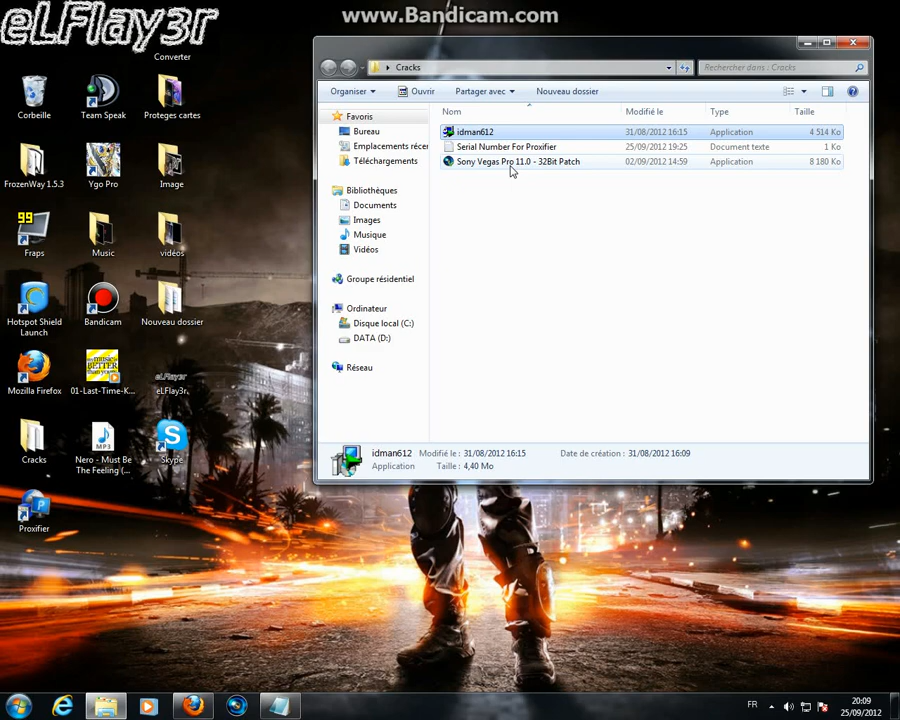 www.Bandicam.com
eLFlay3r
Converter
Corbeille
Team Speak
Proteges cartes
FrozenWay 1.5.3
Ygo Pro
Image
99
Fraps
Music
vidéos
Hotspot Shield
Launch
Bandicam
Nouveau dossier
Mozilla Firefox
01-Last-Time-K...
eLFlay3r.
Cracks
Nero - Must Be
The Feeling (...
Skype
Proxifier
Cracks
Rechercher dans : Cracks
Organiser
Ouvrir
Partager avec
Nouveau dossier
Favoris
Bureau
Emplacements récen
Téléchargements
Bibliothèques
Documents
Images
Musique
Vidéos
Groupe résidentiel
Ordinateur
Disque local (C:)
DATA (D:)
Réseau
Nom Modifié le Type Taille
idman612 31/08/2012 16:15 Application 4 514 Ko
Serial Number For Proxifier 25/09/2012 19:25 Document texte 1 Ko
Sony Vegas Pro 11.0 - 32Bit Patch 02/09/2012 14:59 Application 8 180 Ko
idman612 Modifié le : 31/08/2012 16:15 Date de création : 31/08/2012 16:09
Application Taille : 4,40 Mo
FR
20:09
25/09/2012